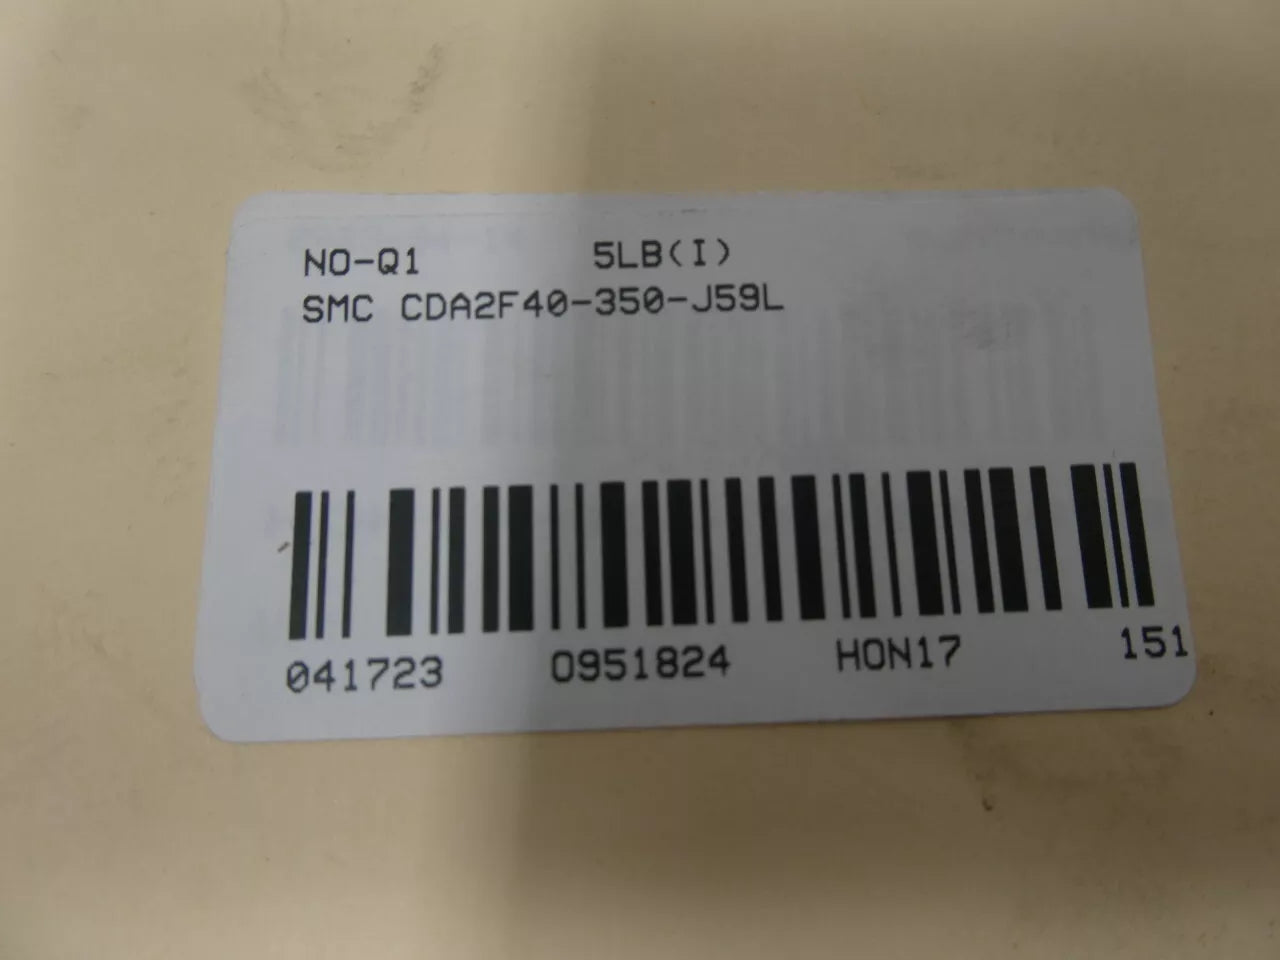 NO-Q1 5LB(I)
SMC CDA2F40-350-J59L
041723 0951824 HON17 151